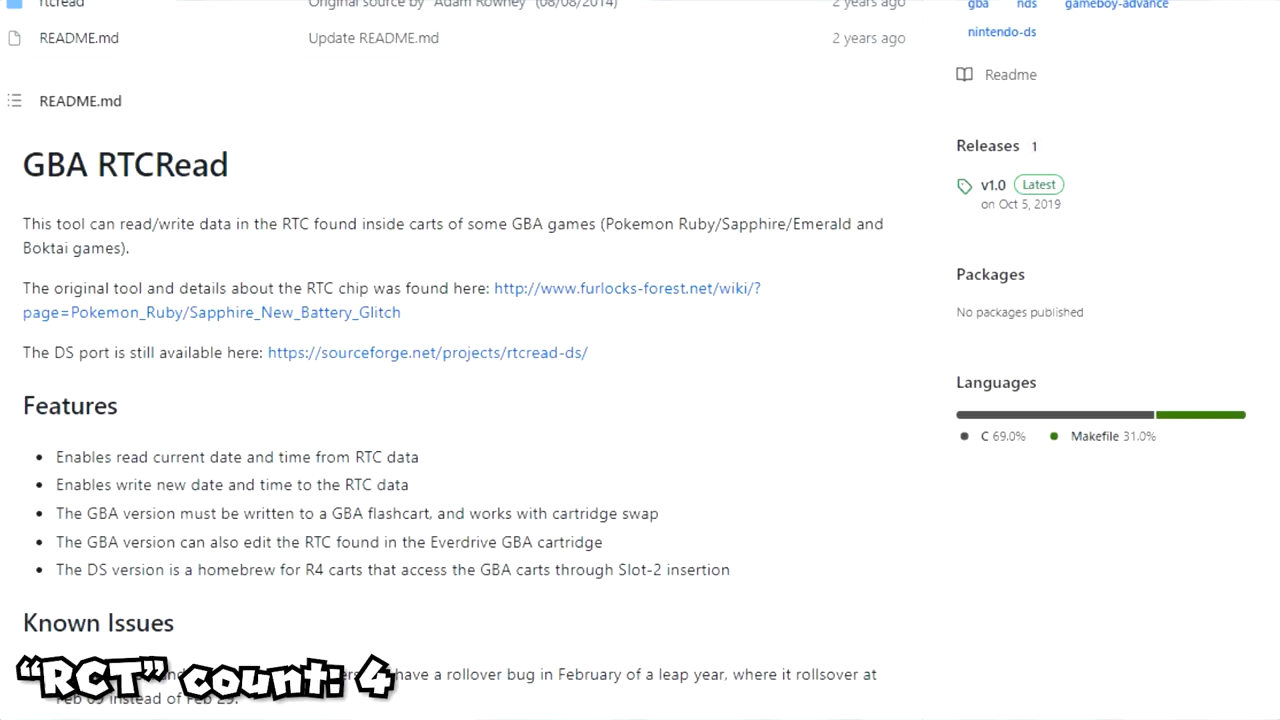 rtcread Original source by "Adam Rowney" (08/08/2014) 2 years ago
gba nds gameboy-advance
README.md Update README.md 2 years ago
nintendo-ds
Readme
README.md
Releases 1
GBA RTCRead
v1.0 Latest
on Oct 5, 2019
This tool can read/write data in the RTC found inside carts of some GBA games (Pokemon Ruby/Sapphire/Emerald and
Boktai games).
Packages
The original tool and details about the RTC chip was found here: http://www.furlocks-forest.net/wiki/?
page=Pokemon_Ruby/Sapphire_New_Battery_Glitch
No packages published
The DS port is still available here: https://sourceforge.net/projects/rtcread-ds/
Languages
C 69.0% Makefile 31.0%
Features
Enables read current date and time from RTC data
Enables write new date and time to the RTC data
The GBA version must be written to a GBA flashcart, and works with cartridge swap
The GBA version can also edit the RTC found in the Everdrive GBA cartridge
The DS version is a homebrew for R4 carts that access the GBA carts through Slot-2 insertion
Known Issues
have a rollover bug in February of a leap year, where it rollsover at
instead of Feb 29.
"RCT" count: 4